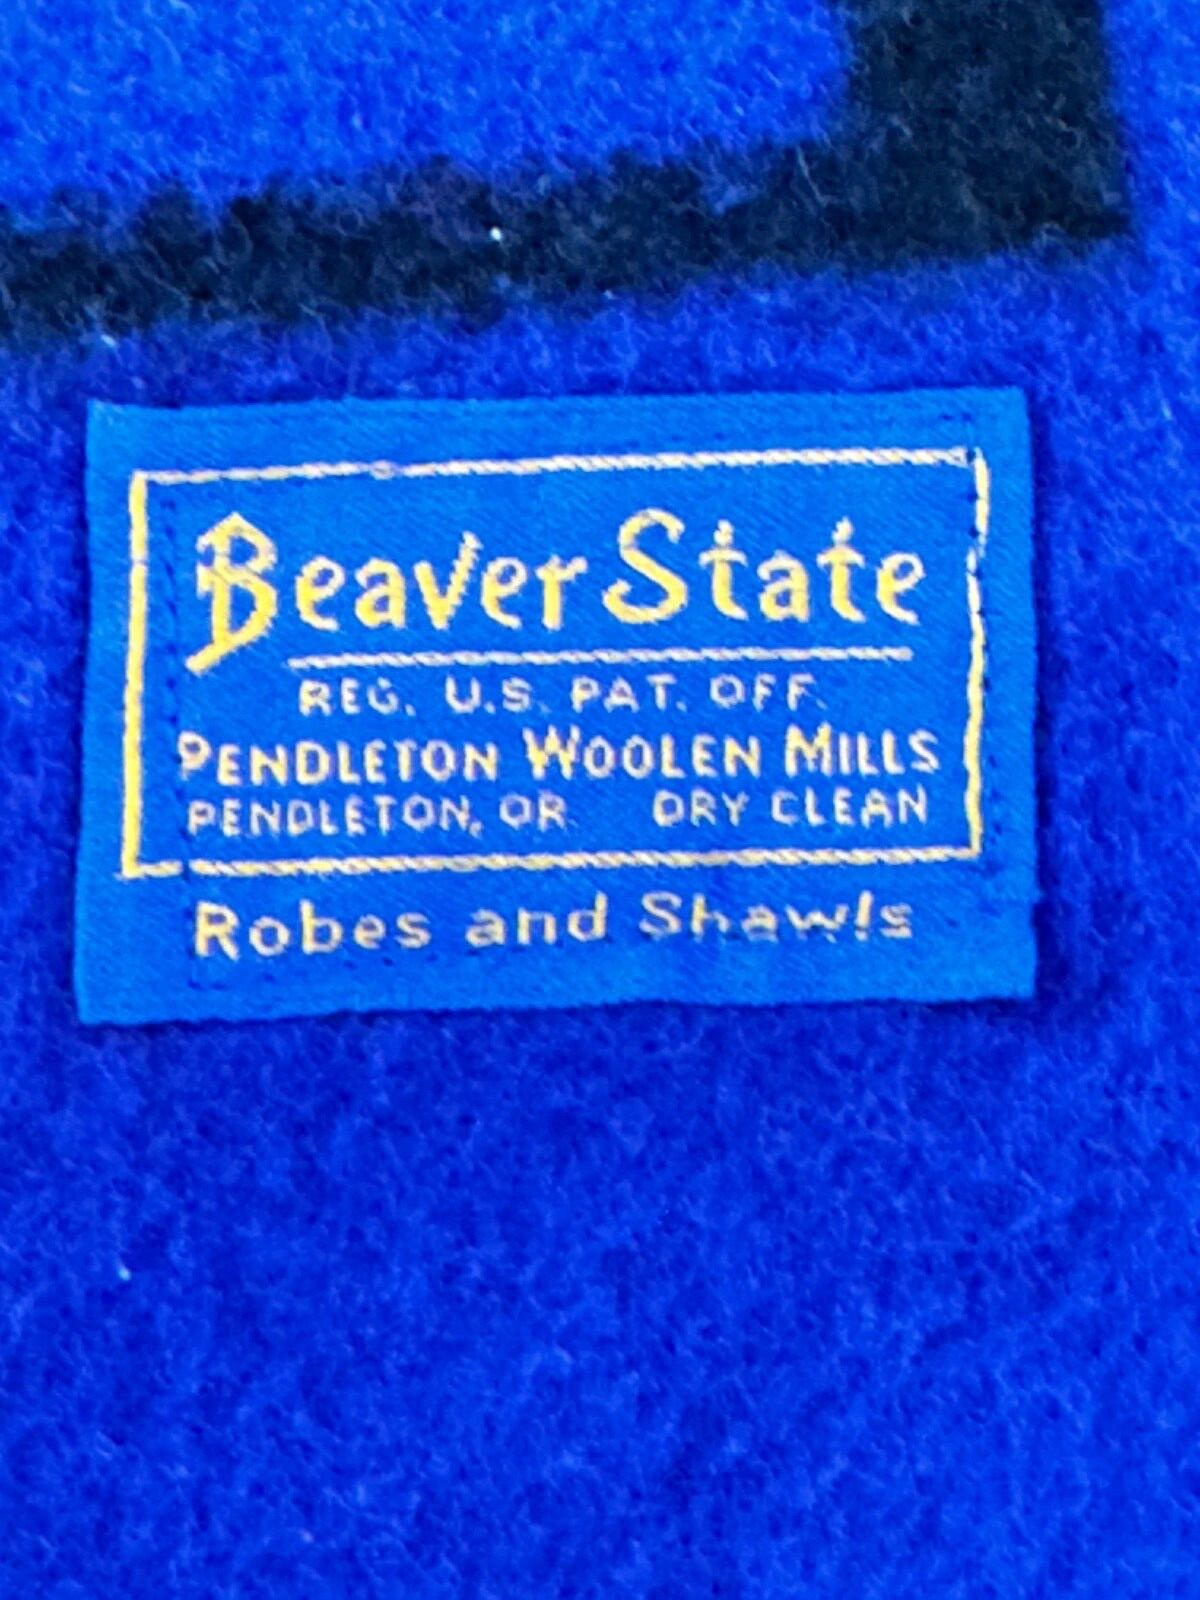 Beaver State
REG. U.S. PAT. OFF.
PENDLETON WOOLEN MILLS
PENDLETON, OR. DRY CLEAN
Robes and Shawls